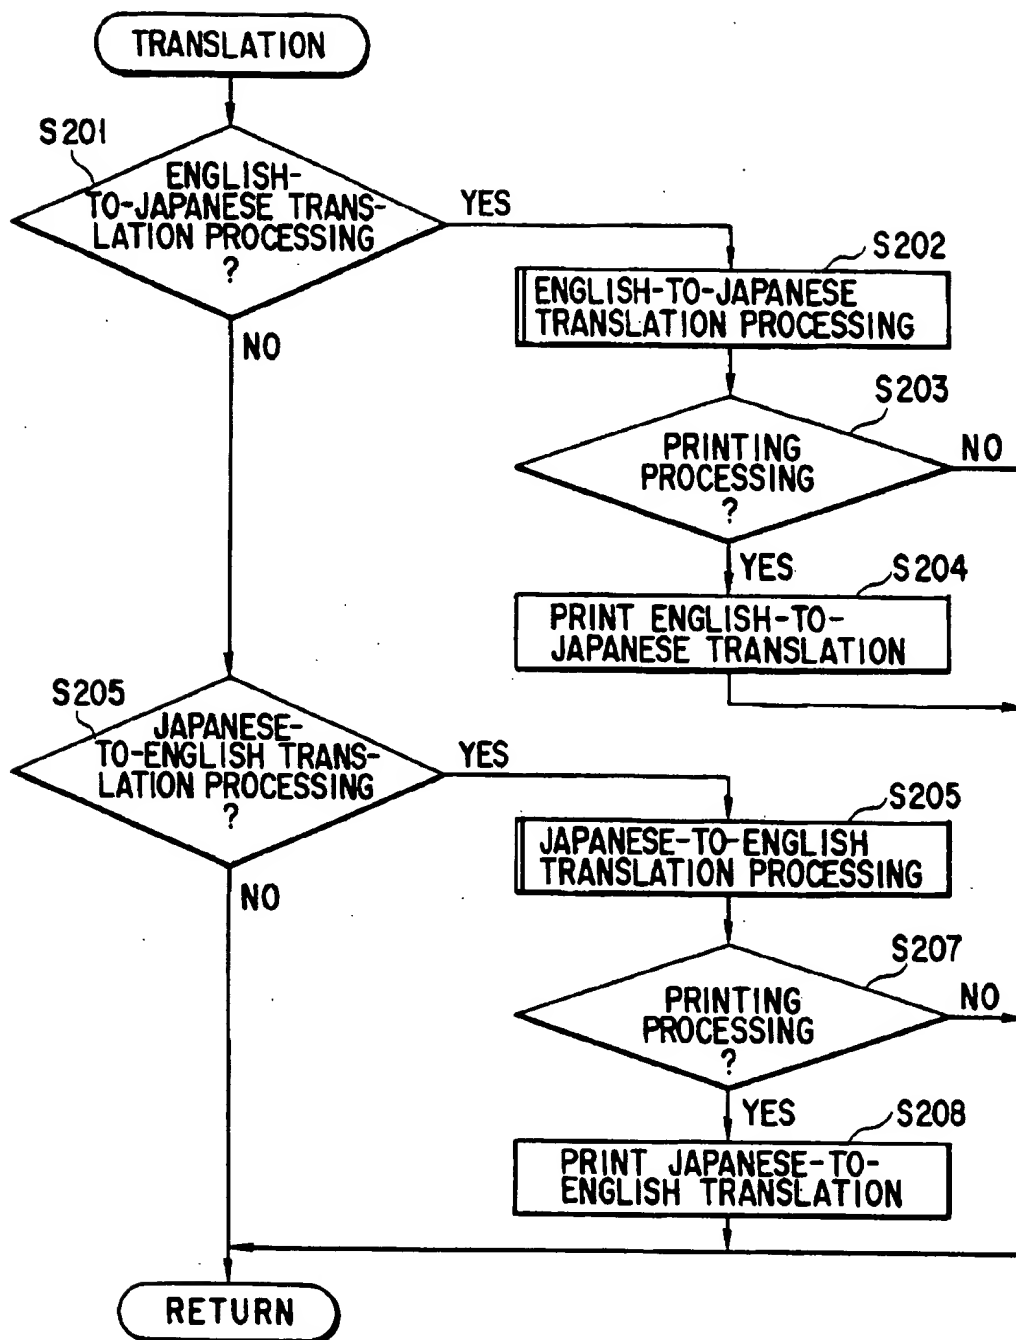 TRANSLATION
S201
ENGLISH-
TO-JAPANESE TRANS-
LATION PROCESSING
?
YES
NO
S202
ENGLISH-TO-JAPANESE
TRANSLATION PROCESSING
S203
PRINTING
PROCESSING
?
NO
YES
S204
PRINT ENGLISH-TO-
JAPANESE TRANSLATION
S205
JAPANESE-
TO-ENGLISH TRANS-
LATION PROCESSING
?
YES
NO
S205
JAPANESE-TO-ENGLISH
TRANSLATION PROCESSING
S207
PRINTING
PROCESSING
?
NO
YES
S208
PRINT JAPANESE-TO-
ENGLISH TRANSLATION
RETURN